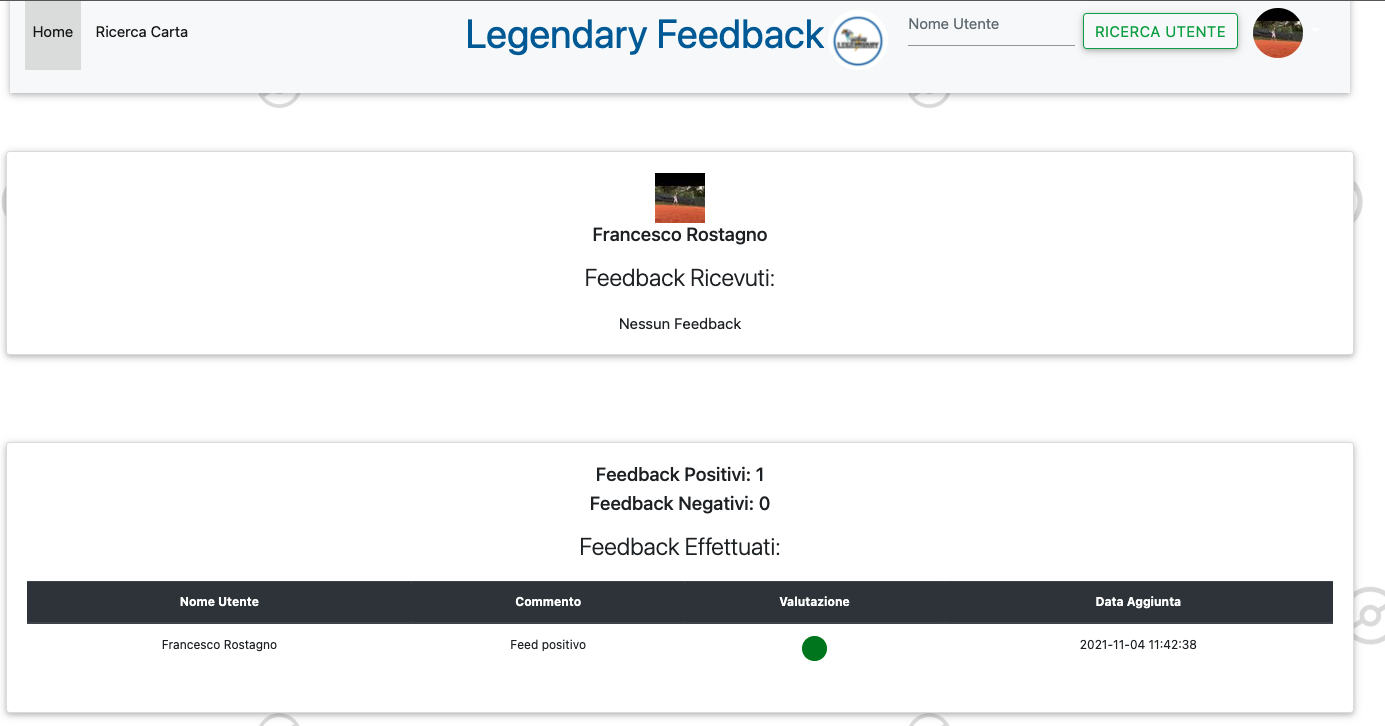 Home Ricerca Carta Legendary Feedback LEGENDARY Nome Utente RICERCA UTENTE
Francesco Rostagno
Feedback Ricevuti:
Nessun Feedback
Feedback Positivi: 1
Feedback Negativi: 0
Feedback Effettuati:
Nome Utente Commento Valutazione Data Aggiunta
Francesco Rostagno Feed positivo 2021-11-04 11:42:38